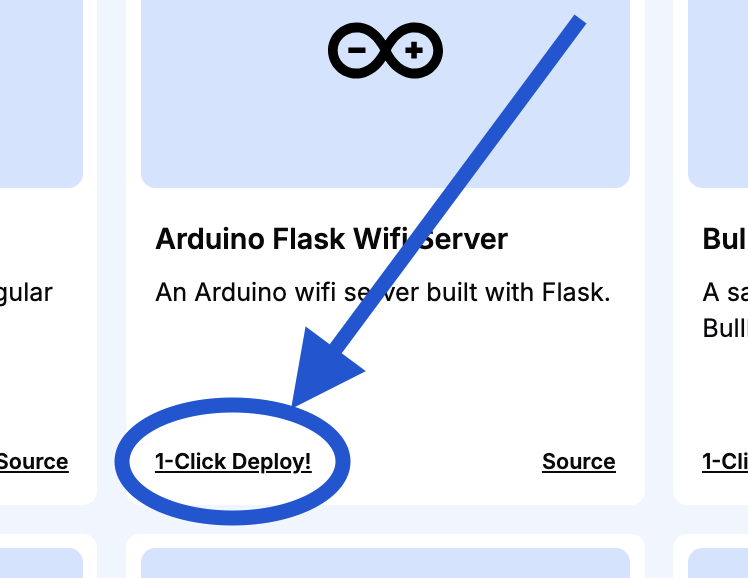 Arduino Flask Wifi Server
An Arduino wifi server built with Flask.
1-Click Deploy!
Source
gular
Source
Bul
A sa
Bull
1-Cli